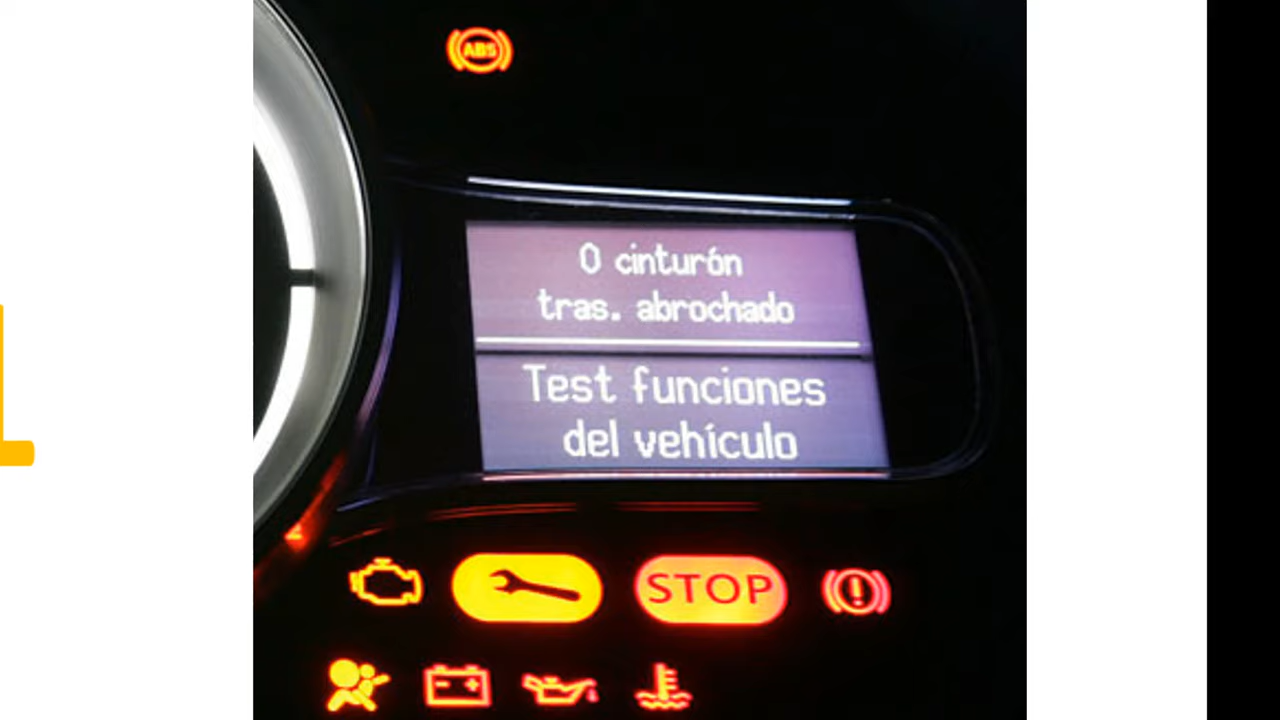 ABS
0 cinturón
tras. abrochado
Test funciones
del vehículo
STOP